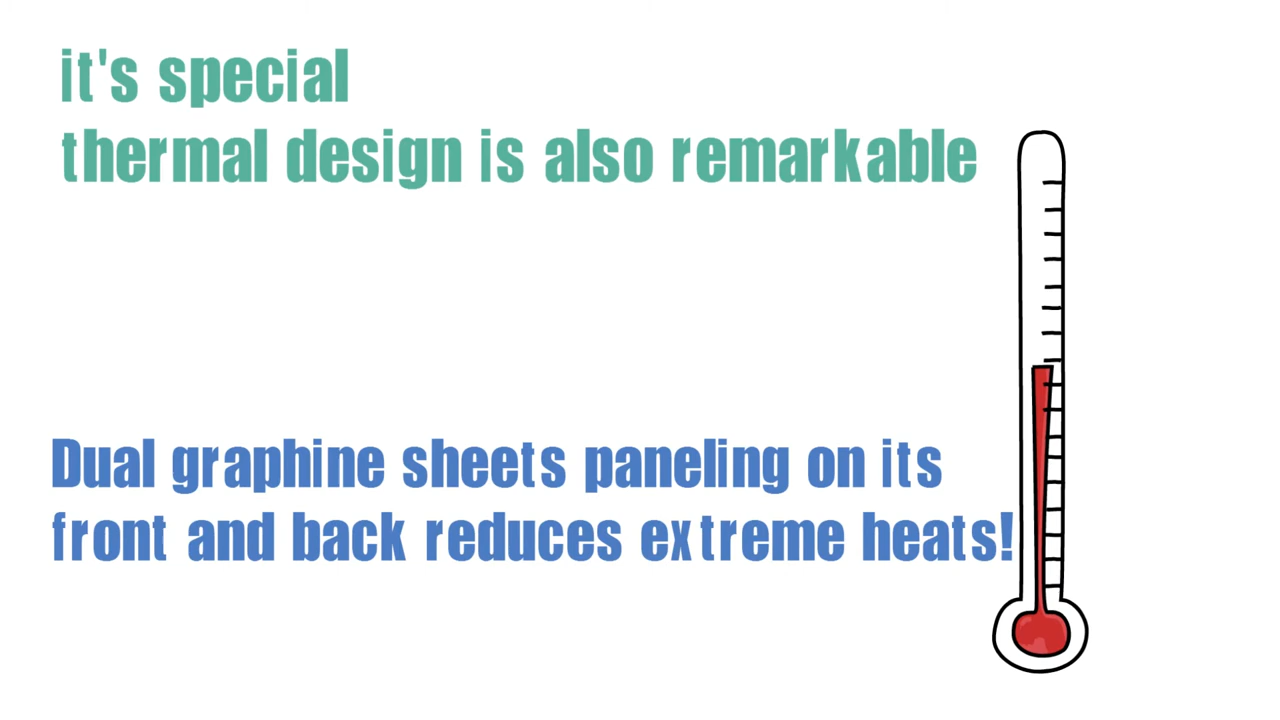 it's special
thermal design is also remarkable
Dual graphine sheets paneling on its
front and back reduces extreme heats!